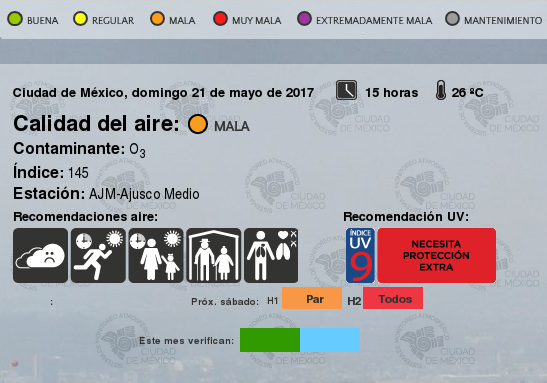 BUENA REGULAR MALA MUY MALA EXTREMADAMENTE MALA MANTENIMIENTO
Ciudad de México, domingo 21 de mayo de 2017 15 horas 26 ºC
Calidad del aire: MALA
Contaminante: O3
Índice: 145
Estación: AJM-Ajusco Medio
Recomendaciones aire: Recomendación UV:
ÍNDICE UV 9
NECESITA
PROTECCIÓN
EXTRA
: Próx. sábado: H1 Par H2 Todos
Este mes verifican: